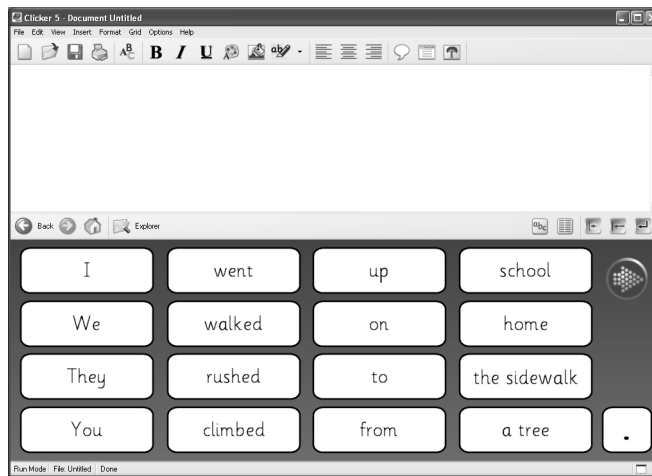 Clicker 5 - Document Untitled
File Edit View Insert Format Grid Options Help
B I U
Back Explorer
I went up school
We walked on home
They rushed to the sidewalk
You climbed from a tree .
Run Mode File: Untitled Done